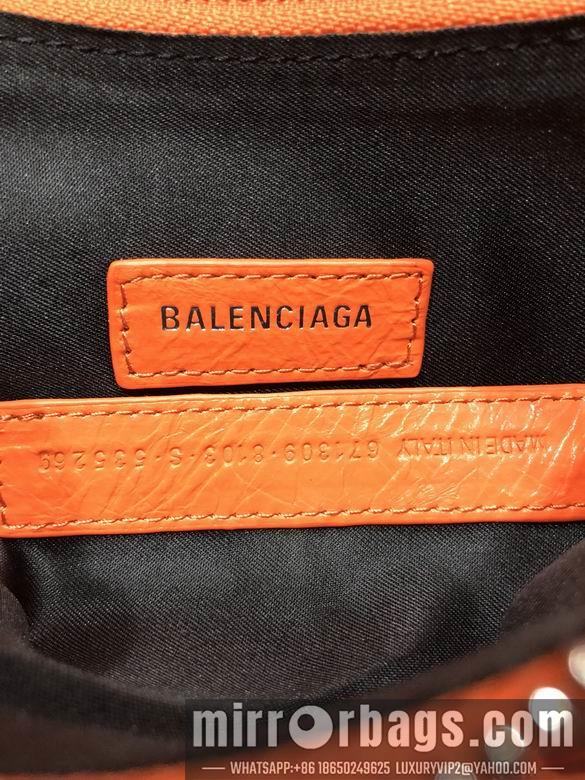 BALENCIAGA
MADE IN ITALY 671309·8103·S·535269
mirrorbags.com
WHATSAPP:+86 18650249625 LUXURYVIP2@YAHOO.COM